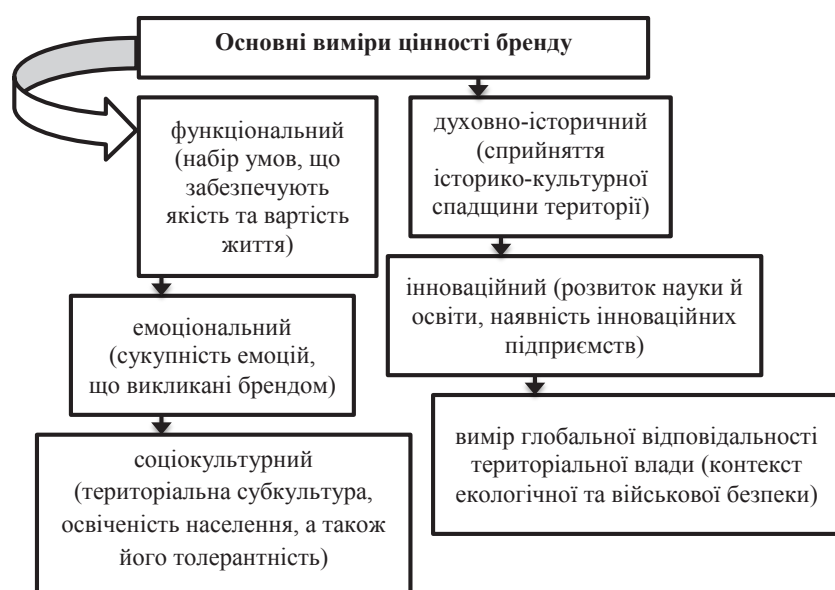 Основні виміри цінності бренду
функціональний
(набір умов, що
забезпечують
якість та вартість
життя)
емоціональний
(сукупність емоцій,
що викликані брендом)
соціокультурний
(територіальна субкультура,
освіченість населення, а також
його толерантність)
духовно-історичний
(сприйняття
історико-культурної
спадщини території)
інноваційний (розвиток науки й
освіти, наявність інноваційних
підприємств)
вимір глобальної відповідальності
територіальної влади (контекст
екологічної та військової безпеки)